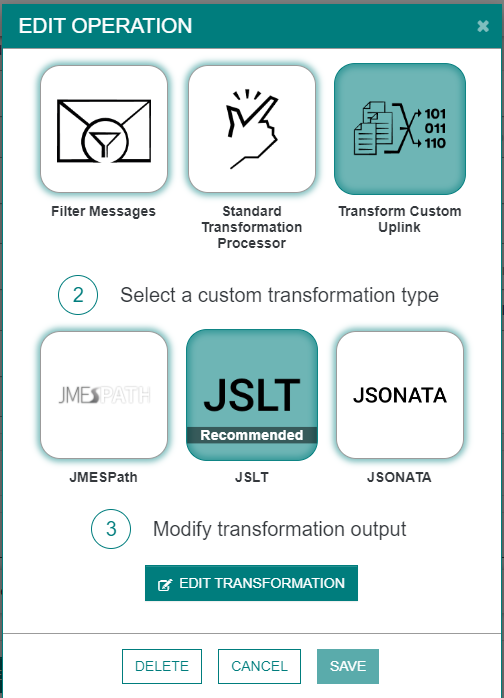 EDIT OPERATION
101
011
110
Filter Messages
Standard
Transformation
Processor
Transform Custom
Uplink
2 Select a custom transformation type
JMESPATH
JSLT
Recommended
JSONATA
JMESPath
JSLT
JSONATA
3 Modify transformation output
EDIT TRANSFORMATION
DELETE
CANCEL
SAVE